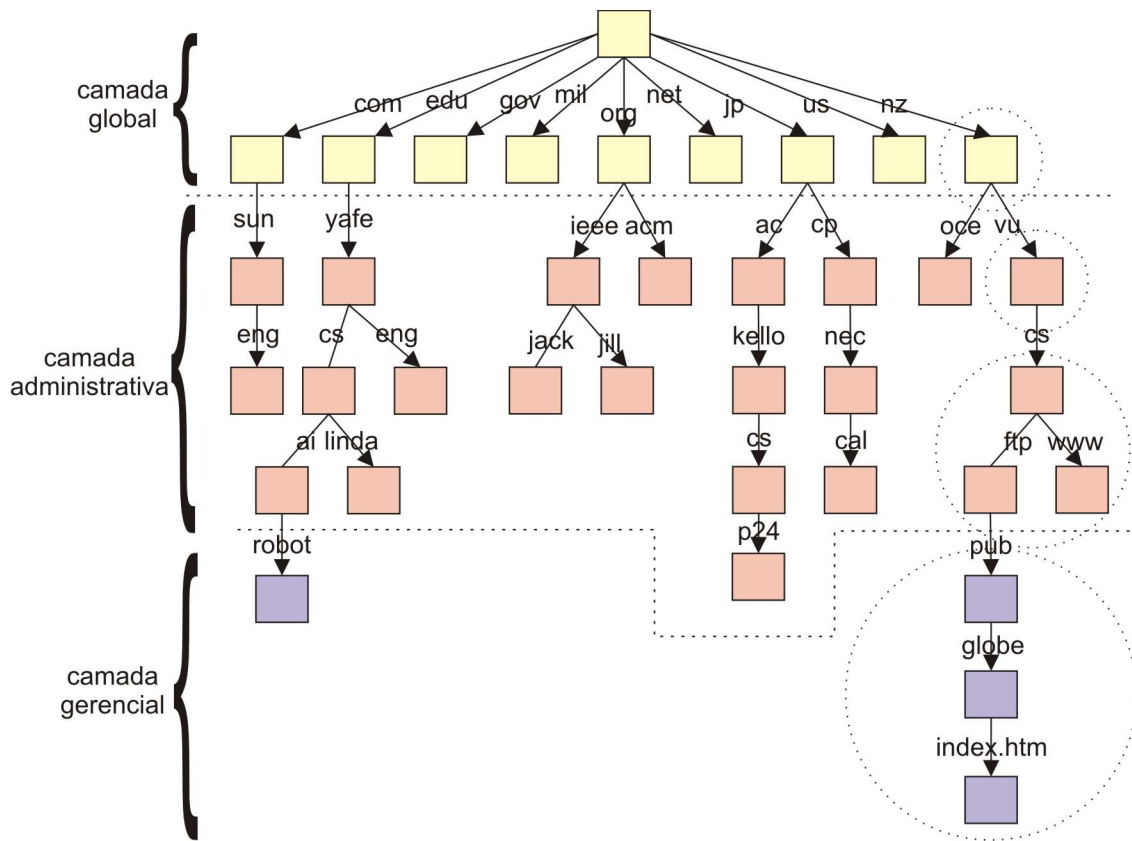 camada
global
com
edu
gov
mil
org
net
jp
us
nz
camada
administrativa
sun
yafe
ieee
acm
ac
cp
oce
vu
eng
cs
eng
jack
jill
kello
nec
cs
ai
linda
cs
cal
ftp
www
robot
p24
pub
camada
gerencial
globe
index.htm